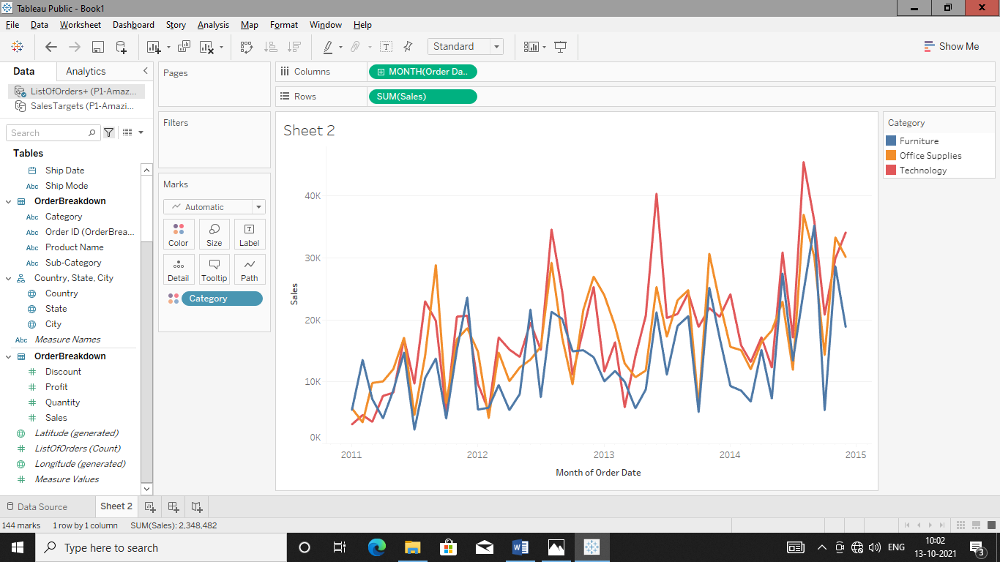 Tableau Public - Book1
File Data Worksheet Dashboard Story Analysis Map Format Window Help
Standard
Show Me
Data Analytics
ListOfOrders+ (P1-Amaz...
SalesTargets (P1-Amazi...
Search
Tables
Ship Date
Abc Ship Mode
OrderBreakdown
Abc Category
Abc Order ID (OrderBrea...
Abc Product Name
Abc Sub-Category
Country, State, City
Country
State
City
Abc Measure Names
OrderBreakdown
# Discount
# Profit
# Quantity
# Sales
Latitude (generated)
# ListOfOrders (Count)
Longitude (generated)
# Measure Values
Pages
Filters
Marks
Automatic
Color Size Label
Detail Tooltip Path
Category
Columns MONTH(Order Da..
Rows SUM(Sales)
Sheet 2
Sales
40K
30K
20K
10K
0K
2011 2012 2013 2014 2015
Month of Order Date
Category
Furniture
Office Supplies
Technology
Data Source Sheet 2
144 marks 1 row by 1 column SUM(Sales): 2,348,482
Type here to search
W
ENG
10:02
13-10-2021
3